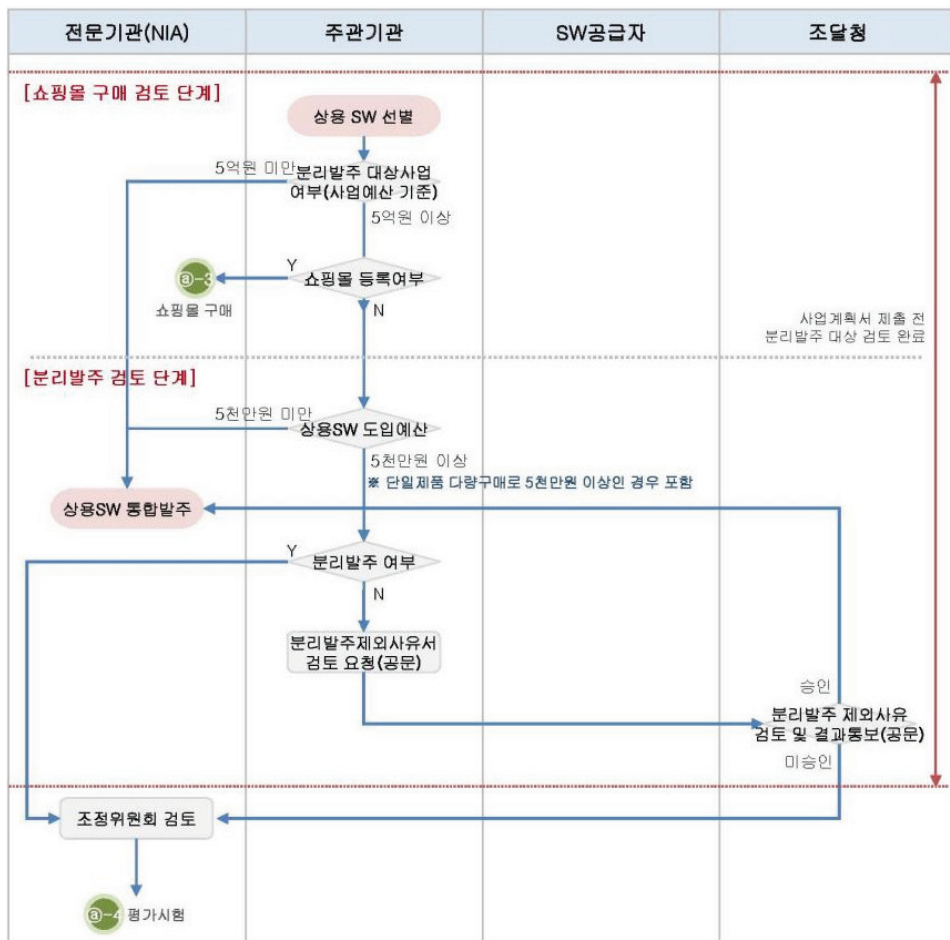 전문기관(NIA)
주관기관
SW공급자
조달청
[쇼핑몰 구매 검토 단계]
상용 SW 선별
5억원 미만
분리발주 대상사업
여부(사업예산 기준)
5억원 이상
Y
쇼핑몰 등록여부
ⓐ-3
쇼핑몰 구매
N
사업계획서 제출 전
분리발주 대상 검토 완료
[분리발주 검토 단계]
5천만원 미만
상용SW 도입예산
5천만원 이상
※ 단일제품 다량구매로 5천만원 이상인 경우 포함
상용SW 통합발주
Y
분리발주 여부
N
분리발주제외사유서
검토 요청(공문)
승인
분리발주 제외사유
검토 및 결과통보(공문)
미승인
조정위원회 검토
ⓐ-4
평가시험